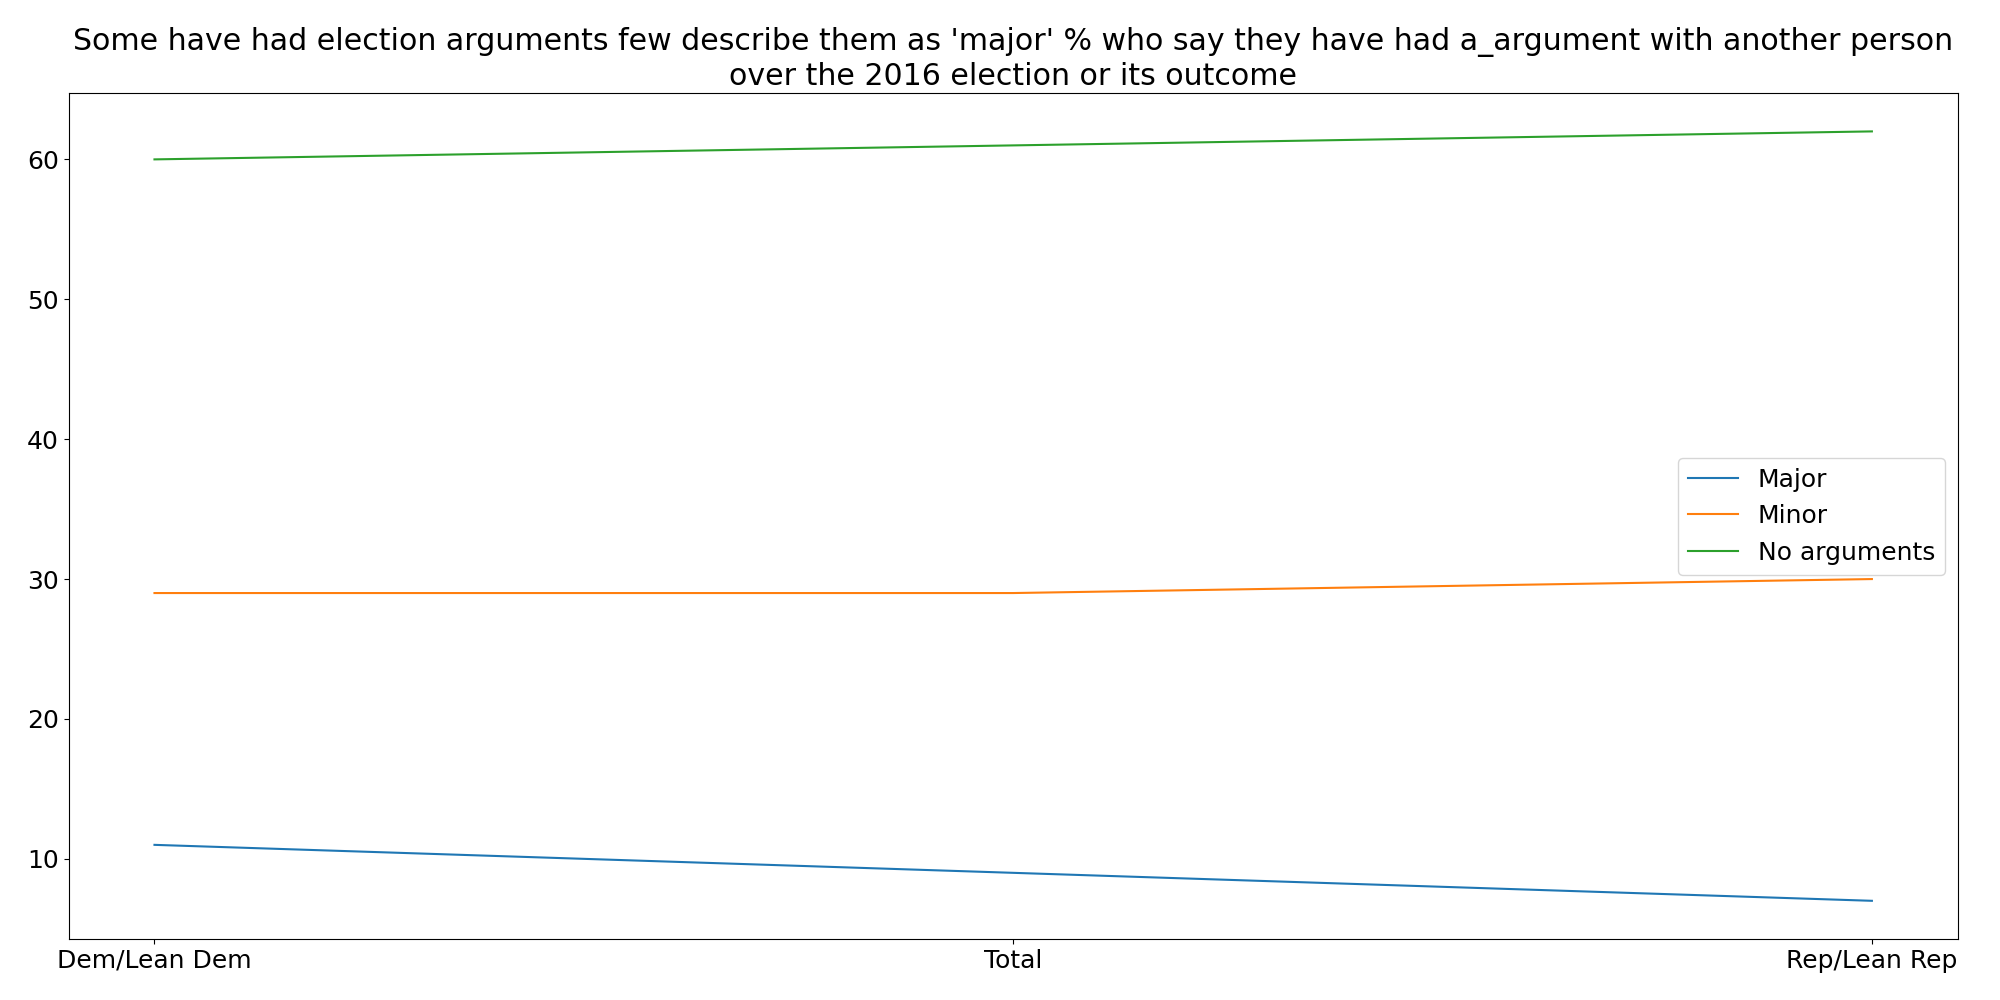 Some have had election arguments few describe them as 'major' % who say they have had a_argument with another person
over the 2016 election or its outcome
60
50
40
30
20
10
Major
Minor
No arguments
Dem/Lean Dem
Total
Rep/Lean Rep